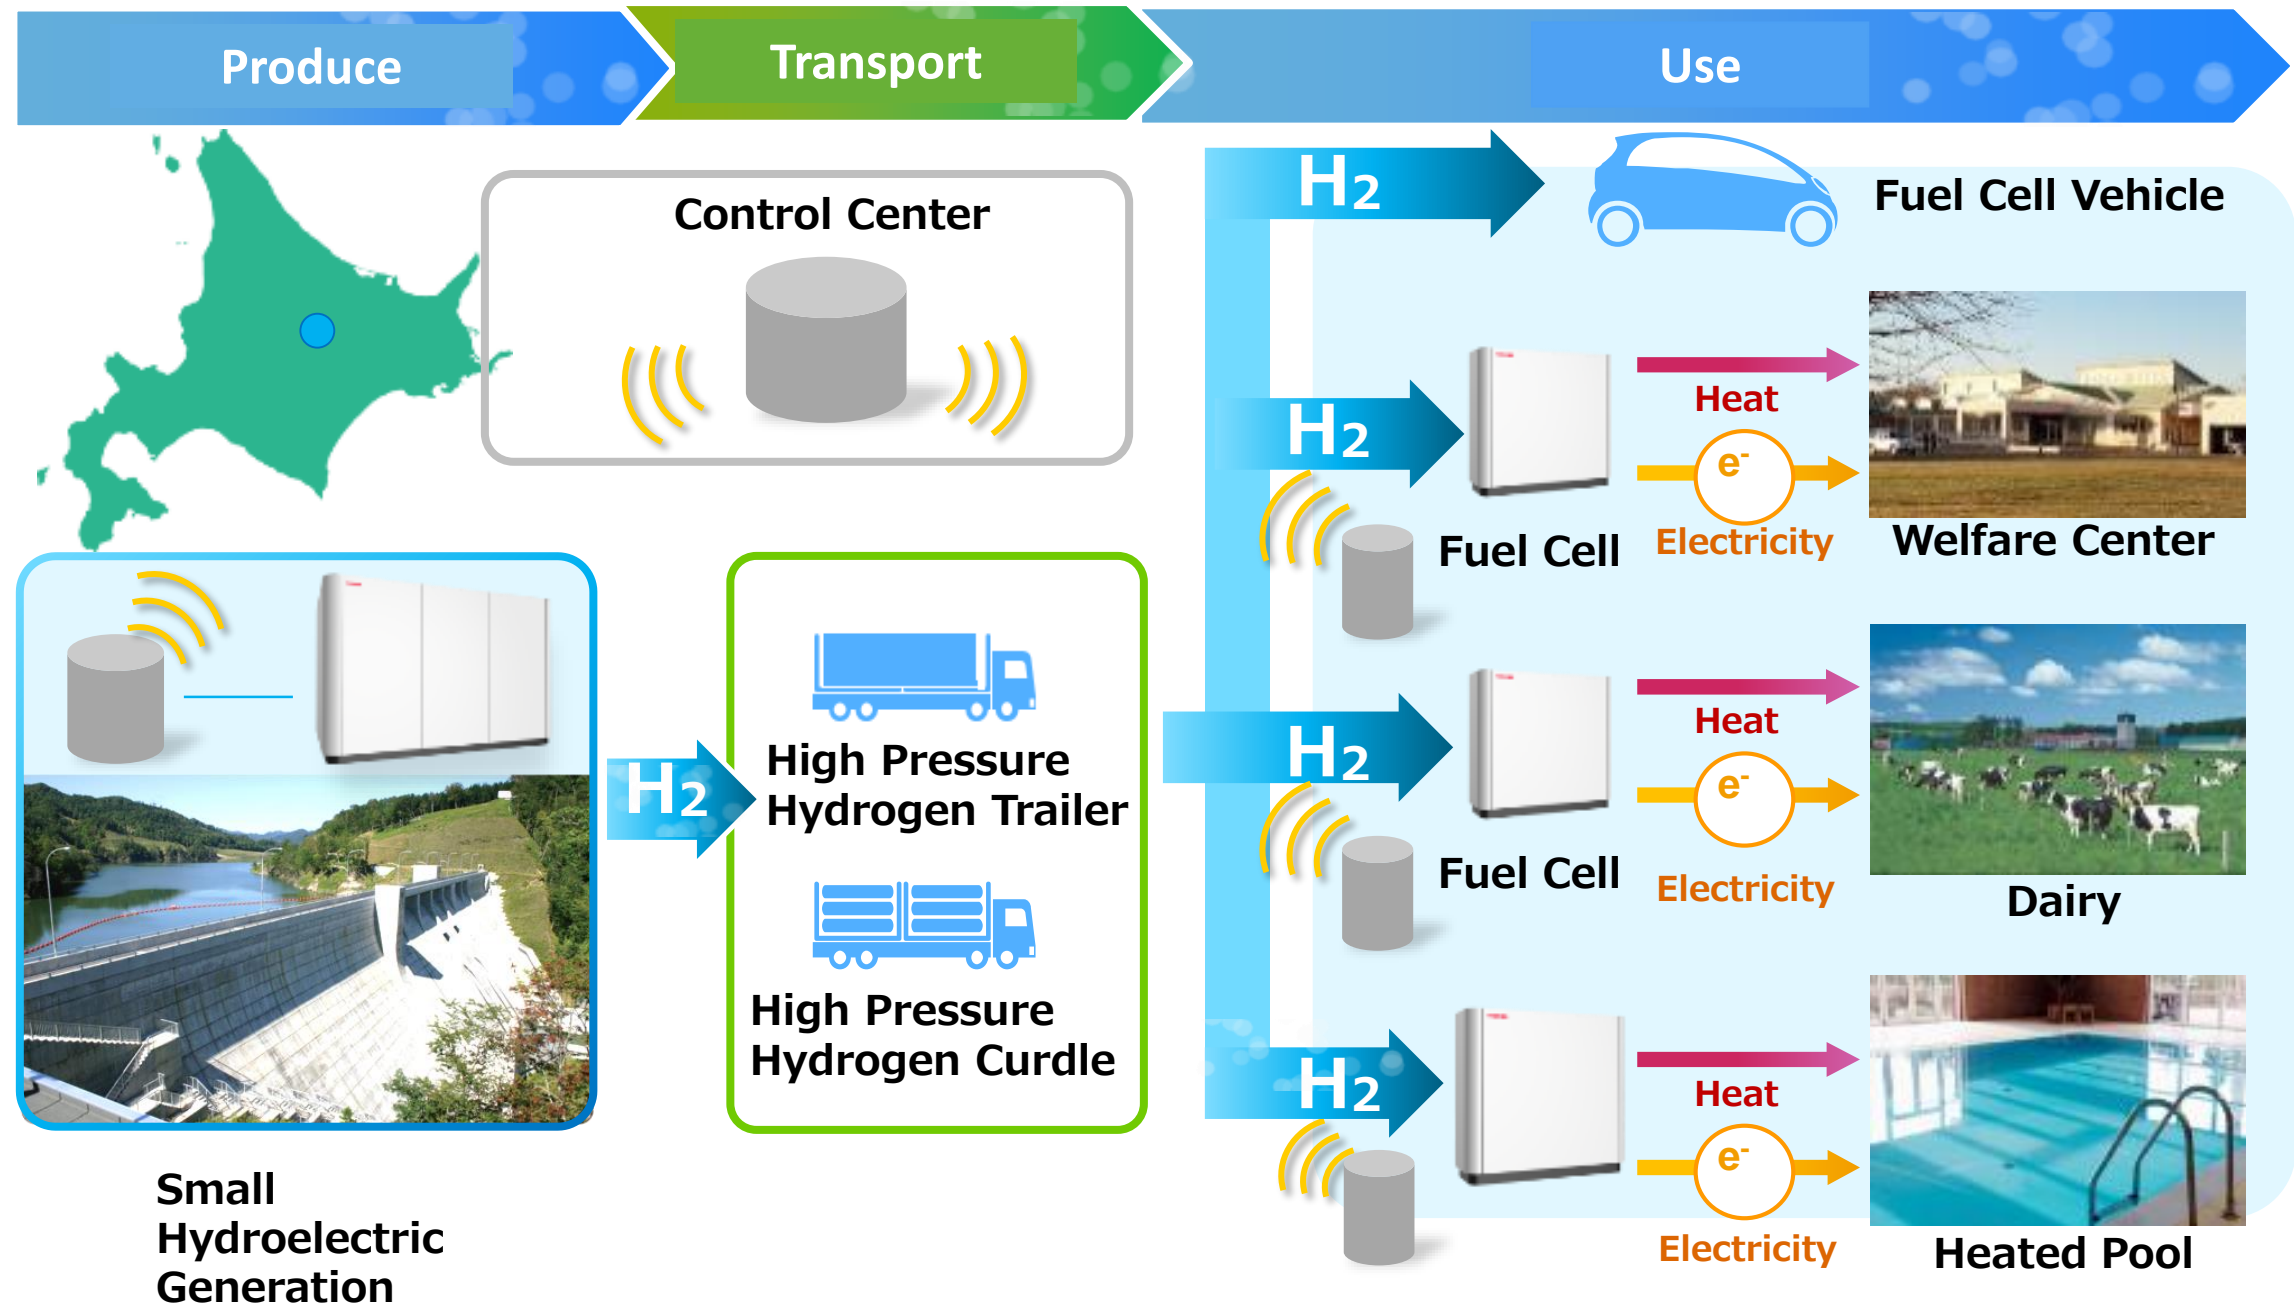 Produce
Transport
Use
Control Center
H2
Fuel Cell Vehicle
H2
Heat
e-
Electricity
Fuel Cell
Welfare Center
H2
High Pressure
Hydrogen Trailer
High Pressure
Hydrogen Curdle
H2
Heat
e-
Electricity
Fuel Cell
Dairy
H2
Heat
e-
Electricity
Heated Pool
Small
Hydroelectric
Generation